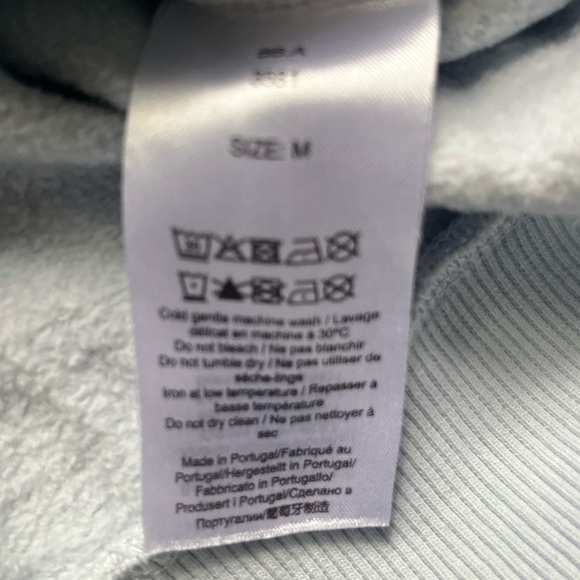 SIZE: M
Cold gentle machine wash / Lavage
délicat en machine à 30°C
Do not bleach / Ne pas blanchir
Do not tumble dry / Ne pas utiliser de
sèche-linge
Iron at low temperature / Repasser à
basse température
Do not dry clean / Ne pas nettoyer à
sec
Made in Portugal/Fabriqué au
Portugal/Hergestellt in Portugal/
Fabbricato in Portugallo/
Produsert i Portugal/Сделано в
Португалии/葡萄牙制造